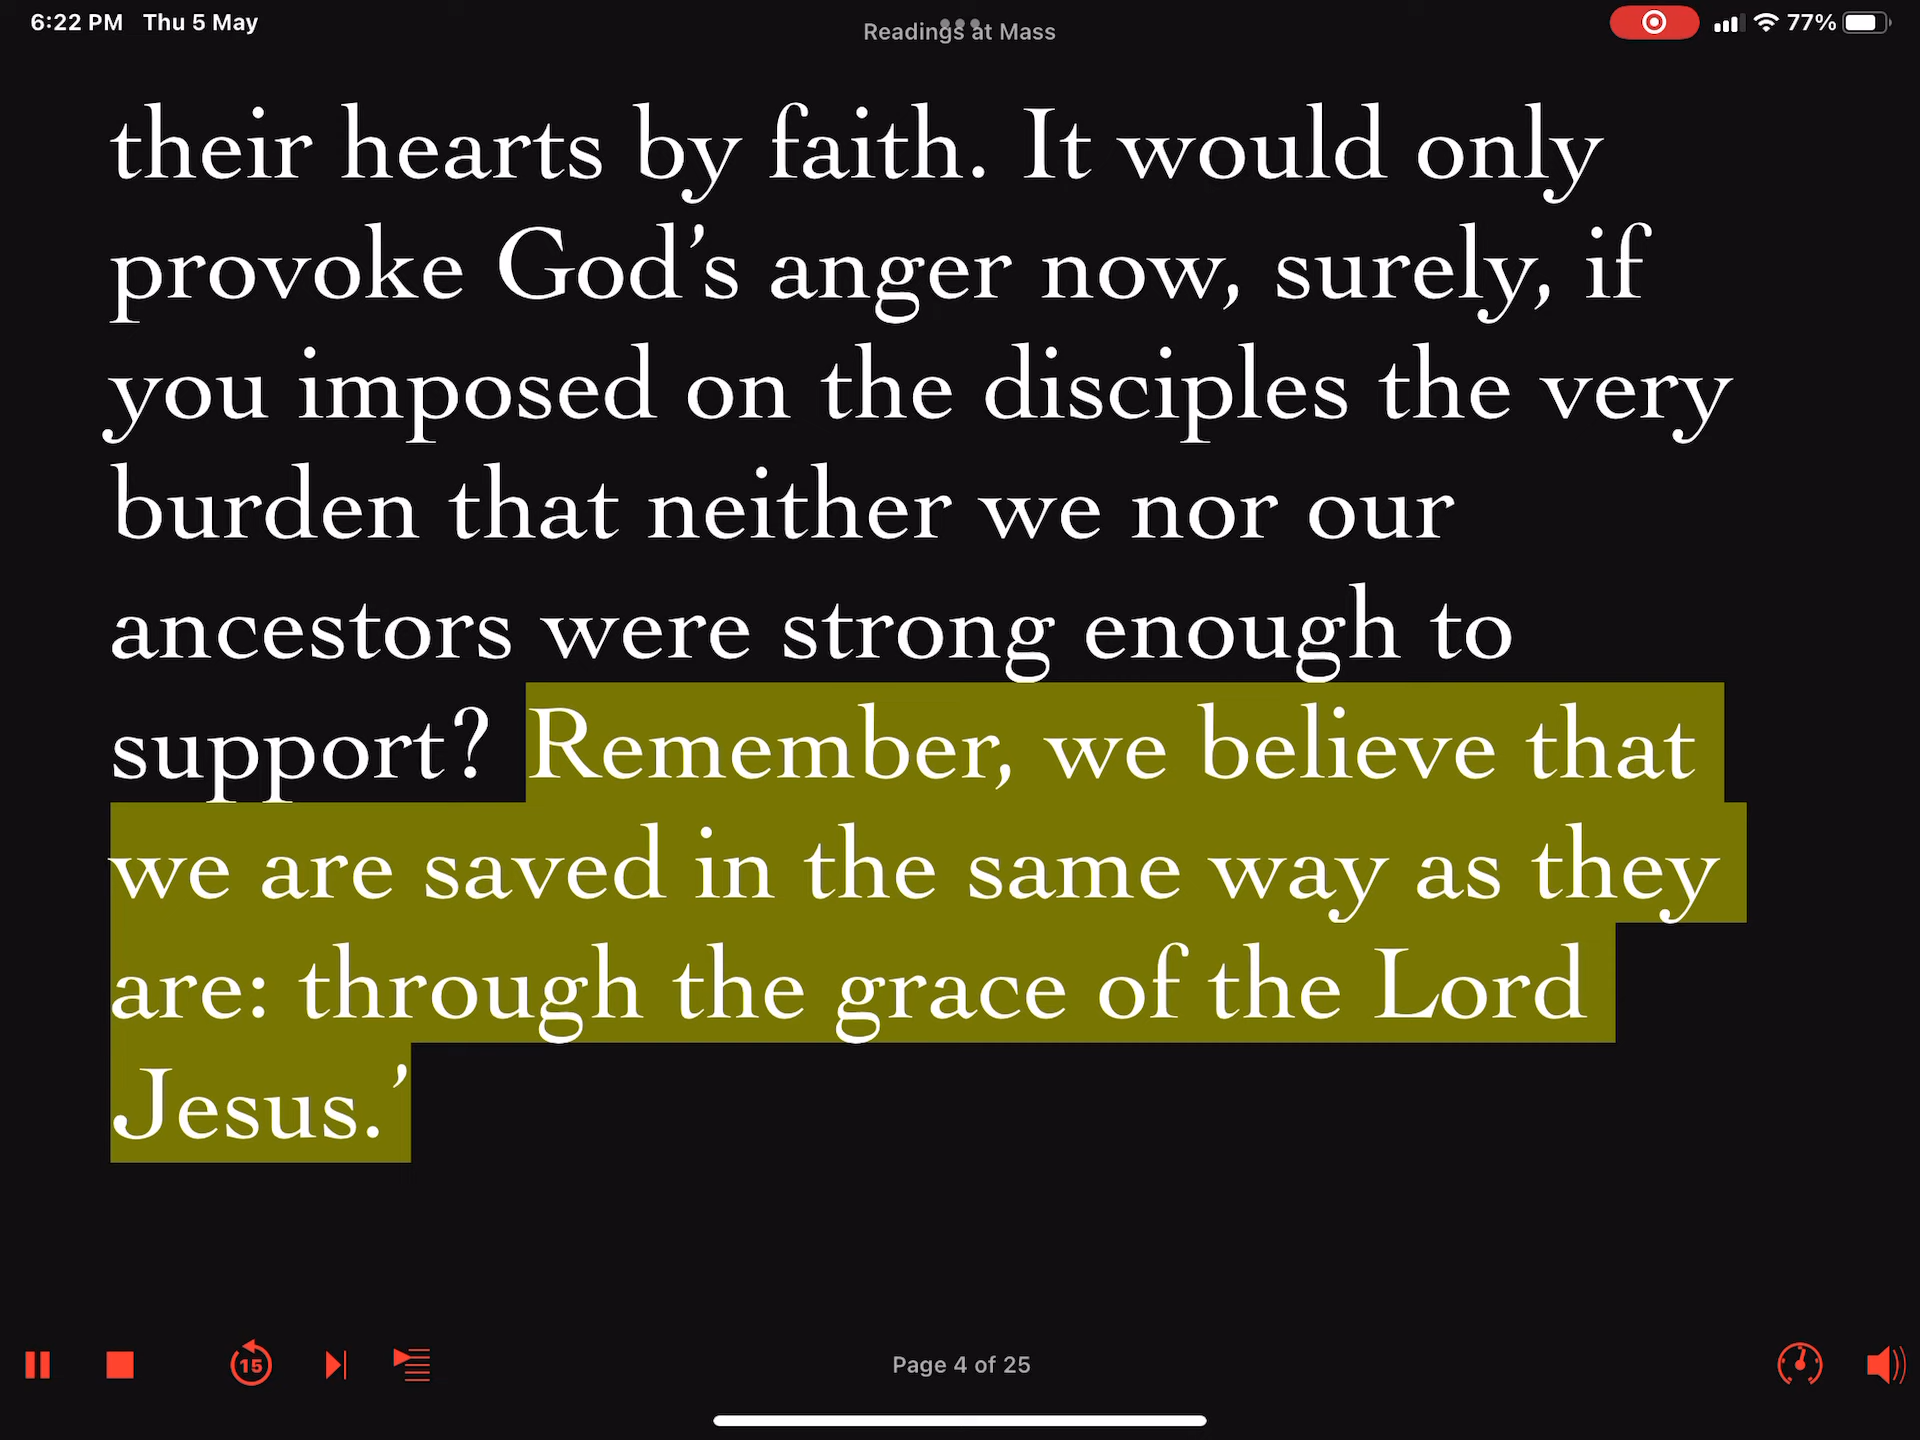 6:22 PM Thu 5 May
Readings at Mass
77%
their hearts by faith. It would only
provoke God’s anger now, surely, if
you imposed on the disciples the very
burden that neither we nor our
ancestors were strong enough to
support? Remember, we believe that
we are saved in the same way as they
are: through the grace of the Lord
Jesus.’
15
Page 4 of 25